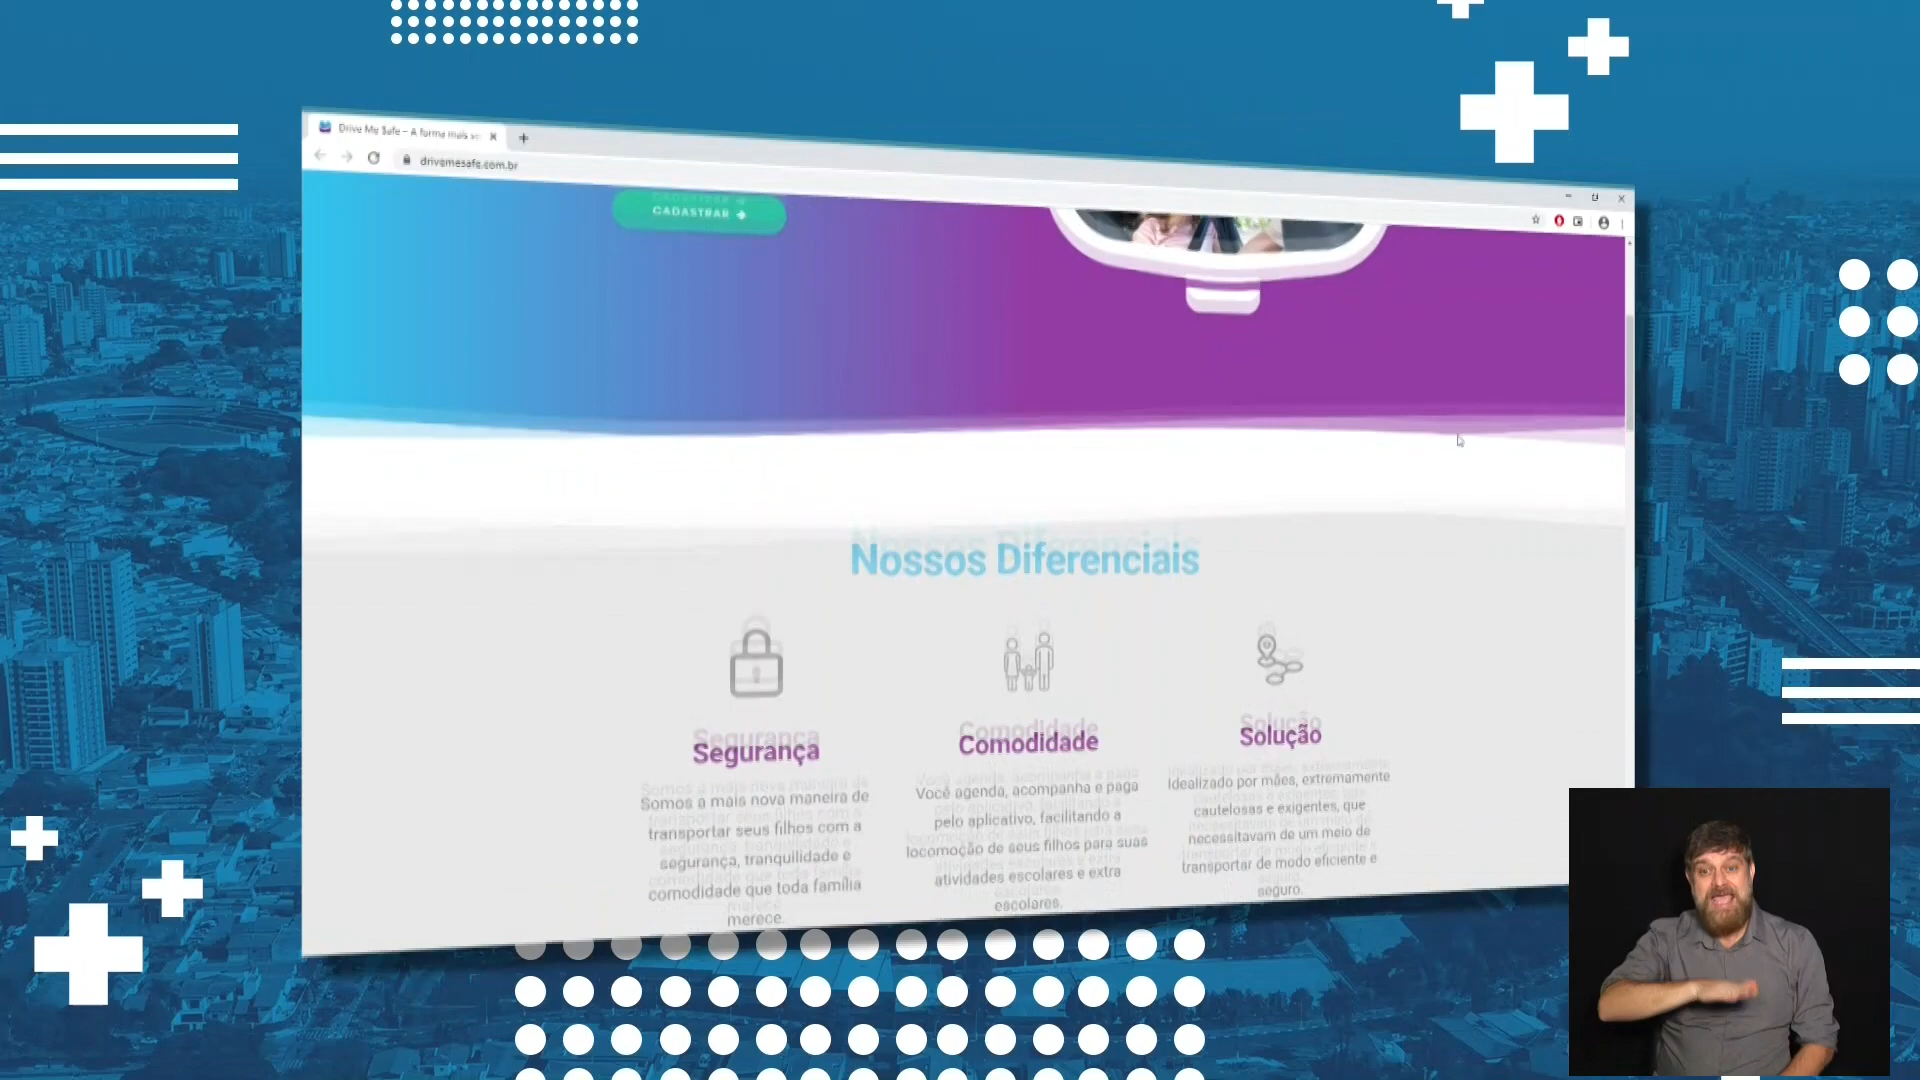 Drive Me Safe – A forma mais se
drivemesafe.com.br
CADASTRAR
Nossos Diferenciais
Segurança
Somos a mais nova maneira de
transportar seus filhos com a
segurança, tranquilidade e
comodidade que toda família
merece.
Comodidade
Você agenda, acompanha e paga
pelo aplicativo, facilitando a
locomoção de seus filhos para suas
atividades escolares e extra
escolares.
Solução
Idealizado por mães, extremamente
cautelosas e exigentes, que
necessitavam de um meio de
transportar de modo eficiente e
seguro.